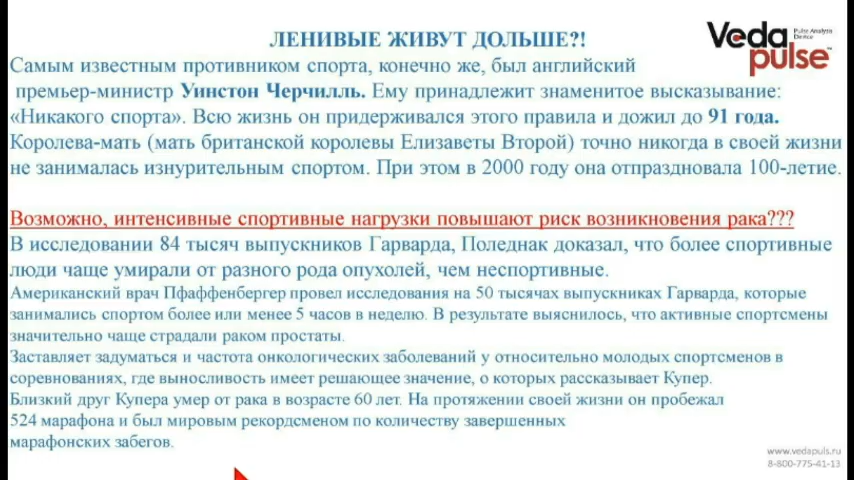 ЛЕНИВЫЕ ЖИВУТ ДОЛЬШЕ?!
Veda pulse™
Pulse Analysis
Device
Самым известным противником спорта, конечно же, был английский
премьер-министр Уинстон Черчилль. Ему принадлежит знаменитое высказывание:
«Никакого спорта». Всю жизнь он придерживался этого правила и дожил до 91 года.
Королева-мать (мать британской королевы Елизаветы Второй) точно никогда в своей жизни
не занималась изнурительным спортом. При этом в 2000 году она отпраздновала 100-летие.
Возможно, интенсивные спортивные нагрузки повышают риск возникновения рака???
В исследовании 84 тысяч выпускников Гарварда, Поледнак доказал, что более спортивные
люди чаще умирали от разного рода опухолей, чем неспортивные.
Американский врач Пфаффенбергер провел исследования на 50 тысячах выпускниках Гарварда, которые
занимались спортом более или менее 5 часов в неделю. В результате выяснилось, что активные спортсмены
значительно чаще страдали раком простаты.
Заставляет задуматься и частота онкологических заболеваний у относительно молодых спортсменов в
соревнованиях, где выносливость имеет решающее значение, о которых рассказывает Купер.
Близкий друг Купера умер от рака в возрасте 60 лет. На протяжении своей жизни он пробежал
524 марафона и был мировым рекордсменом по количеству завершенных
марафонских забегов.
www.vedapuls.ru
8-800-775-41-13